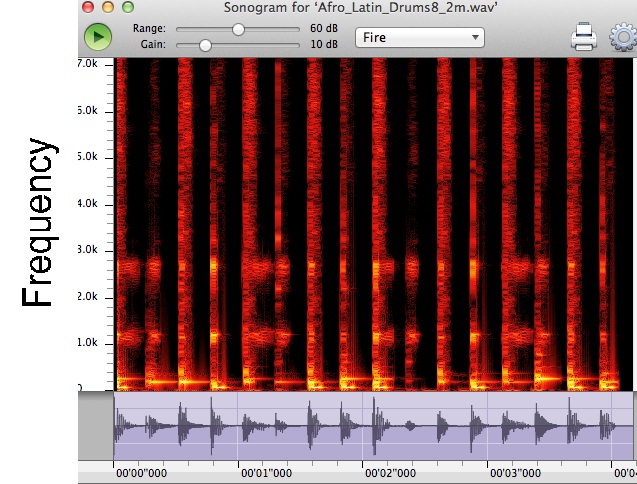 Sonogram for ‘Afro_Latin_Drums8_2m.wav’
Range: 60 dB
Gain: 10 dB
Fire
Frequency
7.0k
6.0k
5.0k
4.0k
3.0k
2.0k
1.0k
0
00'00"000 00'01"000 00'02"000 00'03"000 00'04